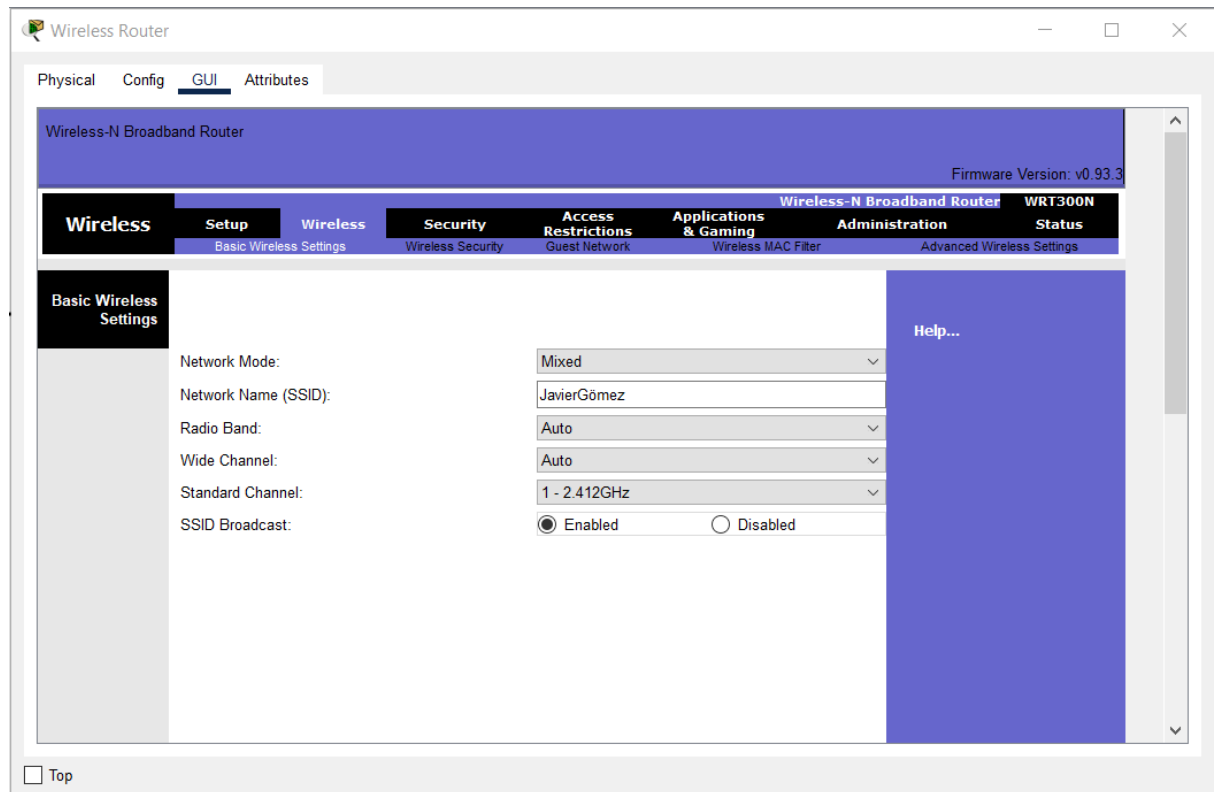 Wireless Router
Physical Config GUI Attributes
Wireless-N Broadband Router
Firmware Version: v0.93.3
Wireless-N Broadband Router WRT300N
Wireless Setup Wireless Security Access Restrictions Applications & Gaming Administration Status
Basic Wireless Settings Wireless Security Guest Network Wireless MAC Filter Advanced Wireless Settings
Basic Wireless
Settings
Help...
Network Mode: Mixed
Network Name (SSID): JavierGömez
Radio Band: Auto
Wide Channel: Auto
Standard Channel: 1 - 2.412GHz
SSID Broadcast: Enabled Disabled
Top